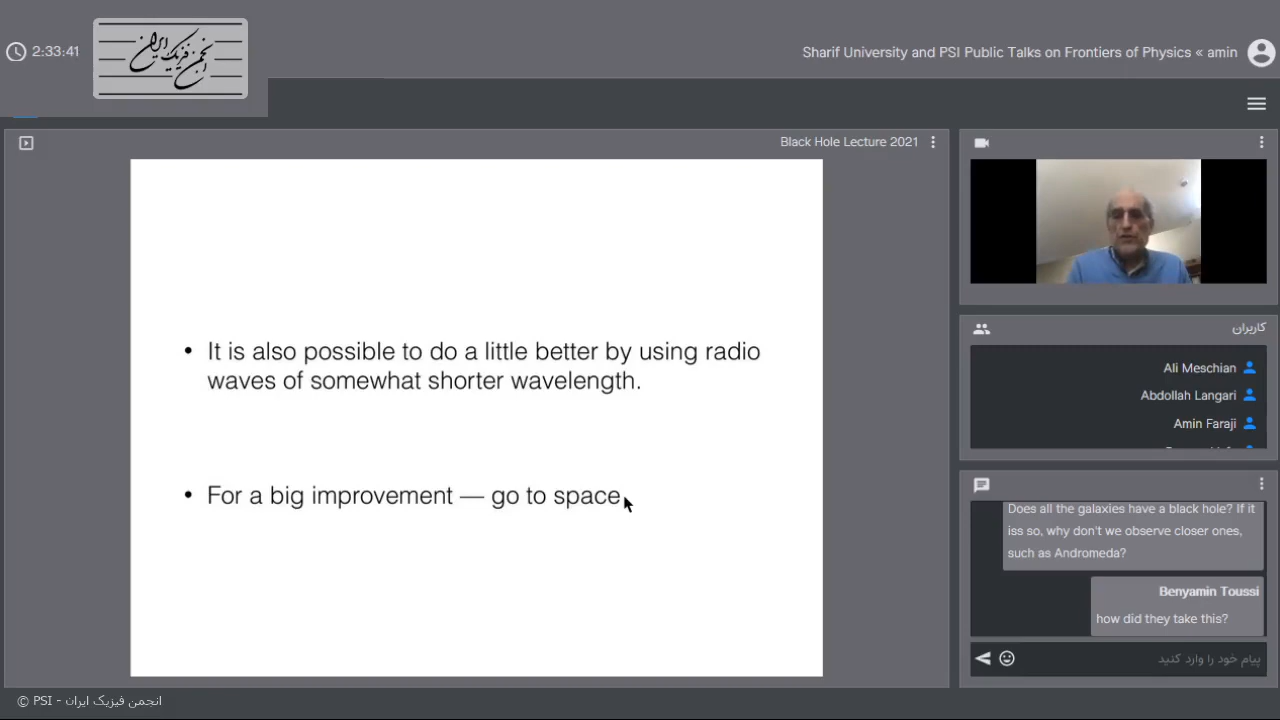 2:33:41
انجمن فیزیک ایران
Sharif University and PSI Public Talks on Frontiers of Physics « amin
Black Hole Lecture 2021
• It is also possible to do a little better by using radio
waves of somewhat shorter wavelength.
• For a big improvement — go to space
کاربران
Ali Meschian
Abdollah Langari
Amin Faraji
Does all the galaxies have a black hole? If it
iss so, why don't we observe closer ones,
such as Andromeda?
Benyamin Toussi
how did they take this?
پیام خود را وارد کنید
© PSI - انجمن فیزیک ایران